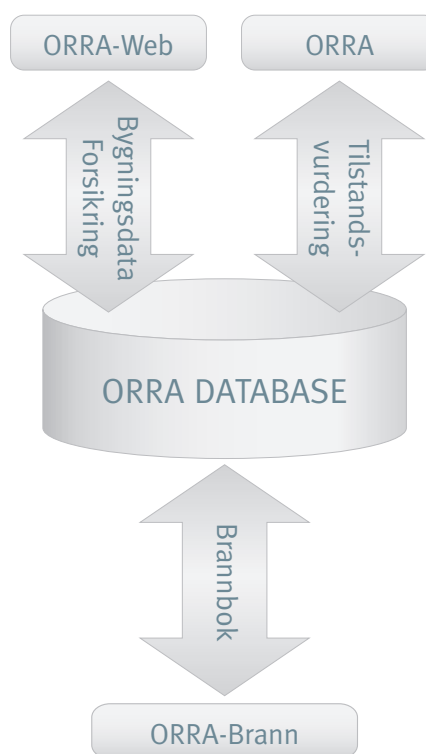 ORRA-Web
ORRA
Bygningsdata
Forsikring
Tilstands-
vurdering
ORRA DATABASE
Brannbok
ORRA-Brann